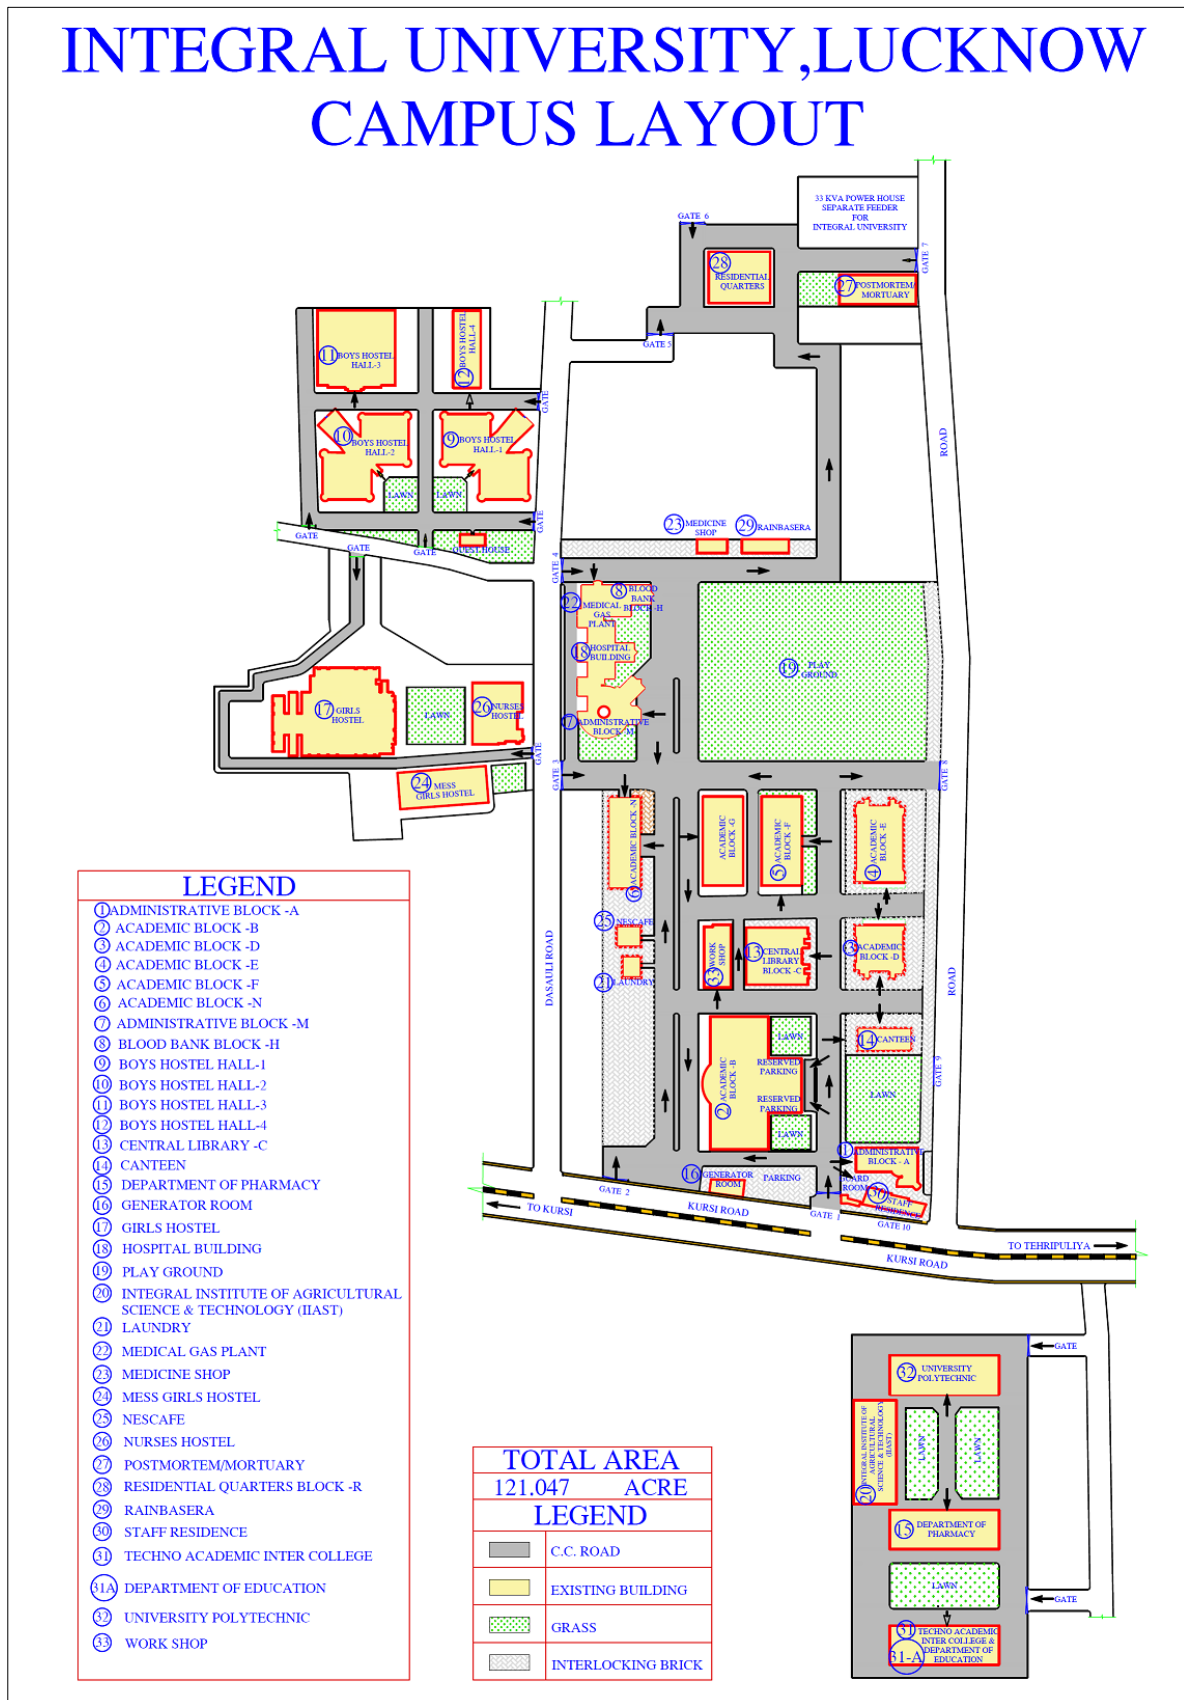 INTEGRAL UNIVERSITY,LUCKNOW
CAMPUS LAYOUT
33 KVA POWER HOUSE
SEPARATE FEEDER
FOR
INTEGRAL UNIVERSITY
GATE 6
GATE 7
28
RESIDENTIAL
QUARTERS
27
POSTMORTEM/
MORTUARY
GATE 5
11
BOYS HOSTEL
HALL-3
BOYS HOSTEL
HALL-4
12
GATE
10
BOYS HOSTEL
HALL-2
9
BOYS HOSTEL
HALL-1
ROAD
LAWN
LAWN
GATE
GATE
GATE
GATE
GUEST HOUSE
23
MEDICINE
SHOP
29
RAINBASERA
GATE 4
22
MEDICAL
GAS
PLANT
8
BLOOD
BANK
BLOCK -H
18
HOSPITAL
BUILDING
19
PLAY
GROUND
17
GIRLS
HOSTEL
LAWN
26
NURSES
HOSTEL
7
ADMINISTRATIVE
BLOCK -M
GATE
GATE 3
GATE 8
24
MESS
GIRLS HOSTEL
ACADEMIC BLOCK -N
6
ACADEMIC
BLOCK -G
ACADEMIC
BLOCK -F
5
ACADEMIC
BLOCK -E
4
25
NESCAFE
21
LAUNDRY
WORK
SHOP
33
13
CENTRAL
LIBRARY
BLOCK -C
3
ACADEMIC
BLOCK -D
DASAULI ROAD
ROAD
LAWN
14
CANTEEN
RESERVED
PARKING
ACADEMIC
BLOCK -B
2
RESERVED
PARKING
LAWN
LAWN
GATE 9
1
ADMINISTRATIVE
BLOCK - A
16
GENERATOR
ROOM
PARKING
ROOM
30
STAFF
RESIDENCE
GATE 2
GATE 1
GATE 10
TO KURSI
KURSI ROAD
TO TEHRIPULIYA
KURSI ROAD
LEGEND
1 ADMINISTRATIVE BLOCK -A
2 ACADEMIC BLOCK -B
3 ACADEMIC BLOCK -D
4 ACADEMIC BLOCK -E
5 ACADEMIC BLOCK -F
6 ACADEMIC BLOCK -N
7 ADMINISTRATIVE BLOCK -M
8 BLOOD BANK BLOCK -H
9 BOYS HOSTEL HALL-1
10 BOYS HOSTEL HALL-2
11 BOYS HOSTEL HALL-3
12 BOYS HOSTEL HALL-4
13 CENTRAL LIBRARY -C
14 CANTEEN
15 DEPARTMENT OF PHARMACY
16 GENERATOR ROOM
17 GIRLS HOSTEL
18 HOSPITAL BUILDING
19 PLAY GROUND
20 INTEGRAL INSTITUTE OF AGRICULTURAL
SCIENCE & TECHNOLOGY (IIAST)
21 LAUNDRY
22 MEDICAL GAS PLANT
23 MEDICINE SHOP
24 MESS GIRLS HOSTEL
25 NESCAFE
26 NURSES HOSTEL
27 POSTMORTEM/MORTUARY
28 RESIDENTIAL QUARTERS BLOCK -R
29 RAINBASERA
30 STAFF RESIDENCE
31 TECHNO ACADEMIC INTER COLLEGE
31A DEPARTMENT OF EDUCATION
32 UNIVERSITY POLYTECHNIC
33 WORK SHOP
TOTAL AREA
121.047 ACRE
LEGEND
C.C. ROAD
EXISTING BUILDING
GRASS
INTERLOCKING BRICK
GATE
32
UNIVERSITY
POLYTECHNIC
INTEGRAL INSTITUTE OF
AGRICULTURAL
SCIENCE & TECHNOLOGY
(IIAST)
20
LAWN
LAWN
15
DEPARTMENT OF
PHARMACY
LAWN
GATE
31
TECHNO ACADEMIC
INTER COLLEGE &
DEPARTMENT OF
EDUCATION
31-A